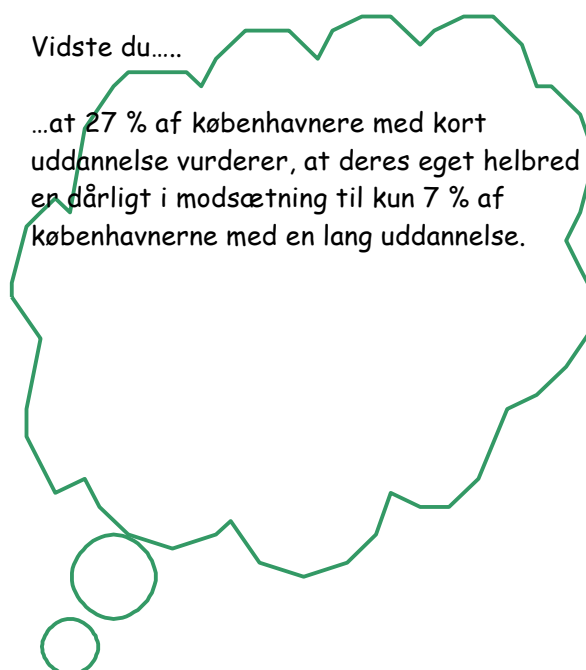 Vidste du…..
…at 27 % af københavnere med kort
uddannelse vurderer, at deres eget helbred
er dårligt i modsætning til kun 7 % af
københavnerne med en lang uddannelse.